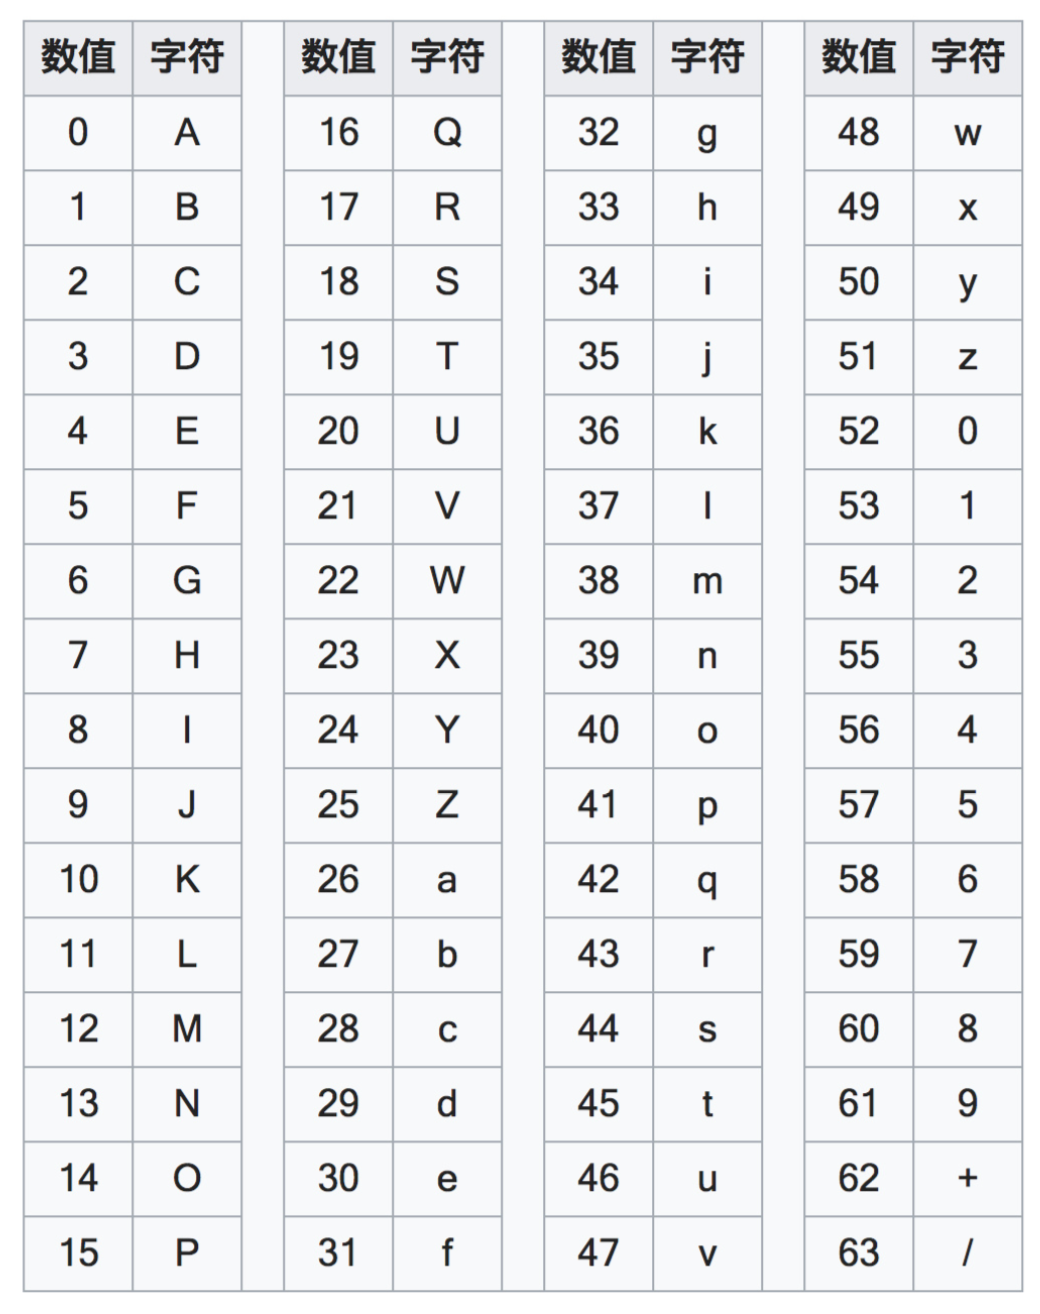 数值 字符 数值 字符 数值 字符 数值 字符
0 A 16 Q 32 g 48 w
1 B 17 R 33 h 49 x
2 C 18 S 34 i 50 y
3 D 19 T 35 j 51 z
4 E 20 U 36 k 52 0
5 F 21 V 37 l 53 1
6 G 22 W 38 m 54 2
7 H 23 X 39 n 55 3
8 I 24 Y 40 o 56 4
9 J 25 Z 41 p 57 5
10 K 26 a 42 q 58 6
11 L 27 b 43 r 59 7
12 M 28 c 44 s 60 8
13 N 29 d 45 t 61 9
14 O 30 e 46 u 62 +
15 P 31 f 47 v 63 /